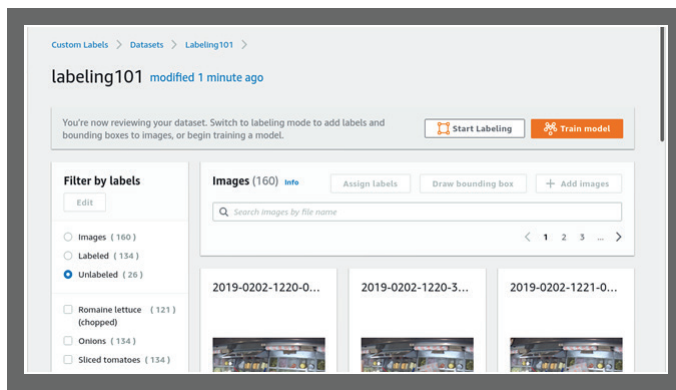 Custom Labels > Datasets > Labeling101 >
labeling101 modified 1 minute ago
You're now reviewing your dataset. Switch to labeling mode to add labels and
bounding boxes to images, or begin training a model.
Start Labeling
Train model
Filter by labels
Edit
Images (160)
Labeled (134)
Unlabeled (26)
Romaine lettuce (121)
(chopped)
Onions (134)
Sliced tomatoes (134)
Images (160) Info
Assign labels
Draw bounding box
+ Add images
Search images by file name
< 1 2 3 ... >
2019-0202-1220-0...
2019-0202-1220-3...
2019-0202-1221-0...